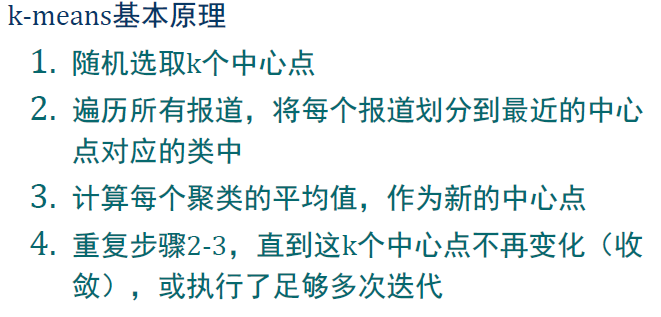 k-means基本原理
1. 随机选取k个中心点
2. 遍历所有报道，将每个报道划分到最近的中心
点对应的类中
3. 计算每个聚类的平均值，作为新的中心点
4. 重复步骤2-3，直到这k个中心点不再变化（收
敛），或执行了足够多次迭代